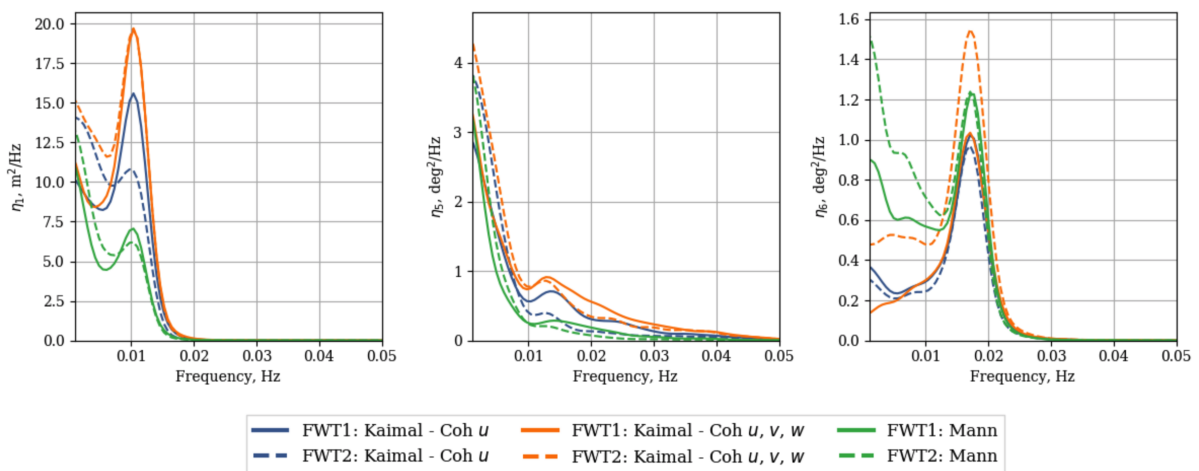 20.0
17.5
15.0
12.5
10.0
7.5
5.0
2.5
0.0
η1, m²/Hz
0.01 0.02 0.03 0.04 0.05
Frequency, Hz
4
3
2
1
0
η5, deg²/Hz
0.01 0.02 0.03 0.04 0.05
Frequency, Hz
1.6
1.4
1.2
1.0
0.8
0.6
0.4
0.2
0.0
η6, deg²/Hz
0.01 0.02 0.03 0.04 0.05
Frequency, Hz
FWT1: Kaimal - Coh u FWT1: Kaimal - Coh u, v, w FWT1: Mann
FWT2: Kaimal - Coh u FWT2: Kaimal - Coh u, v, w FWT2: Mann